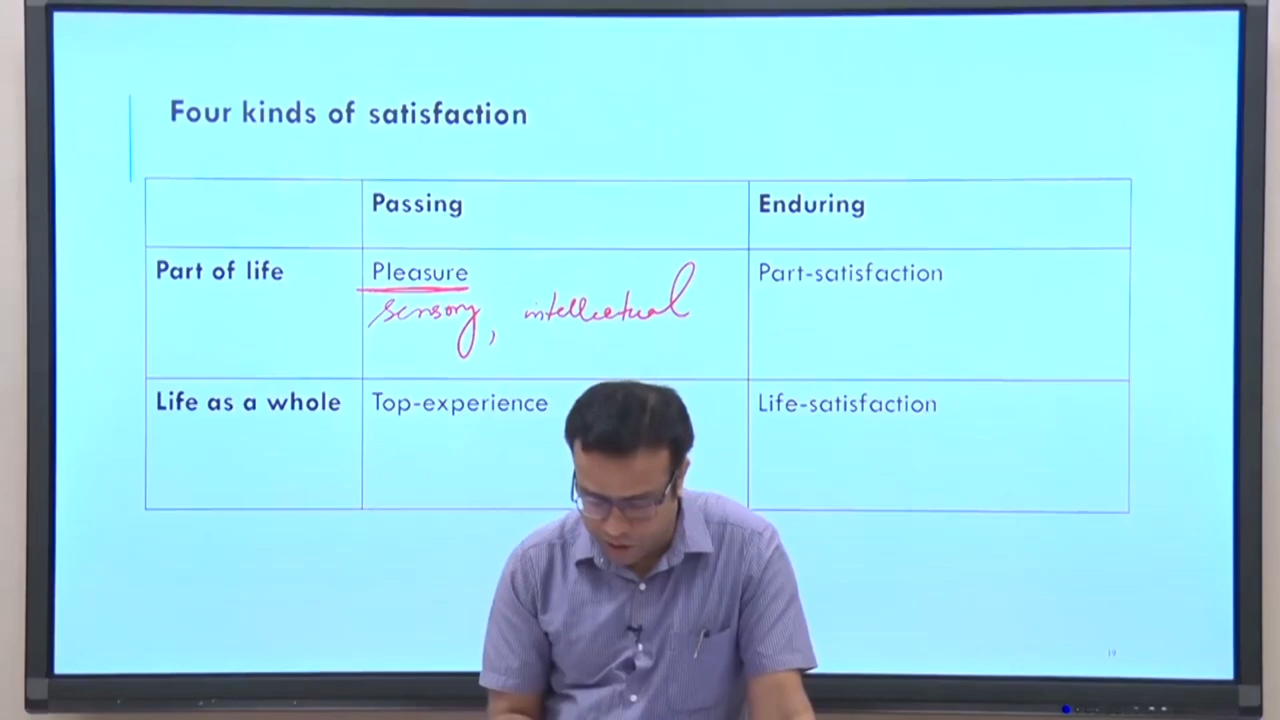 Four kinds of satisfaction
Passing Enduring
Part of life Pleasure Part-satisfaction
sensory, intellectual
Life as a whole Top-experience Life-satisfaction
19